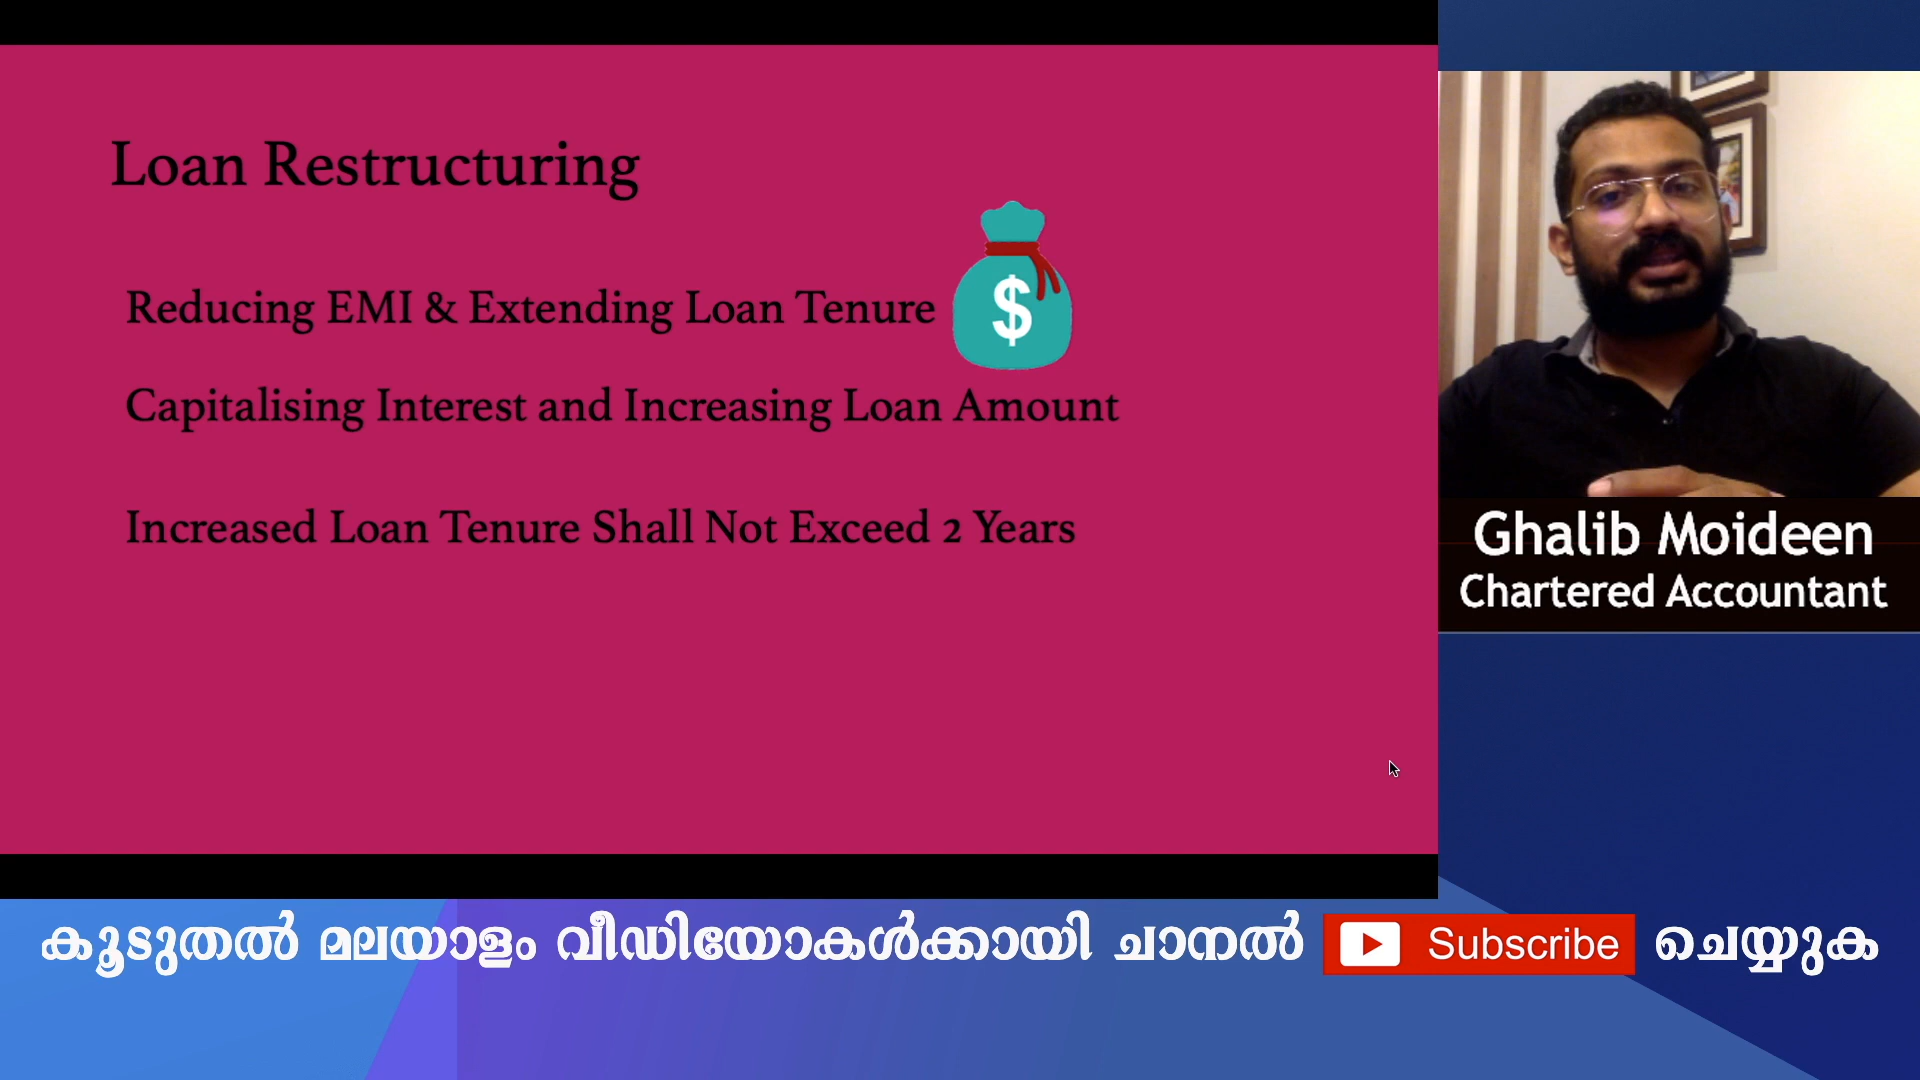 Loan Restructuring
Reducing EMI & Extending Loan Tenure
$
Capitalising Interest and Increasing Loan Amount
Increased Loan Tenure Shall Not Exceed 2 Years
Ghalib Moideen
Chartered Accountant
കൂടുതൽ മലയാളം വീഡിയോകൾക്കായി ചാനൽ Subscribe ചെയ്യുക